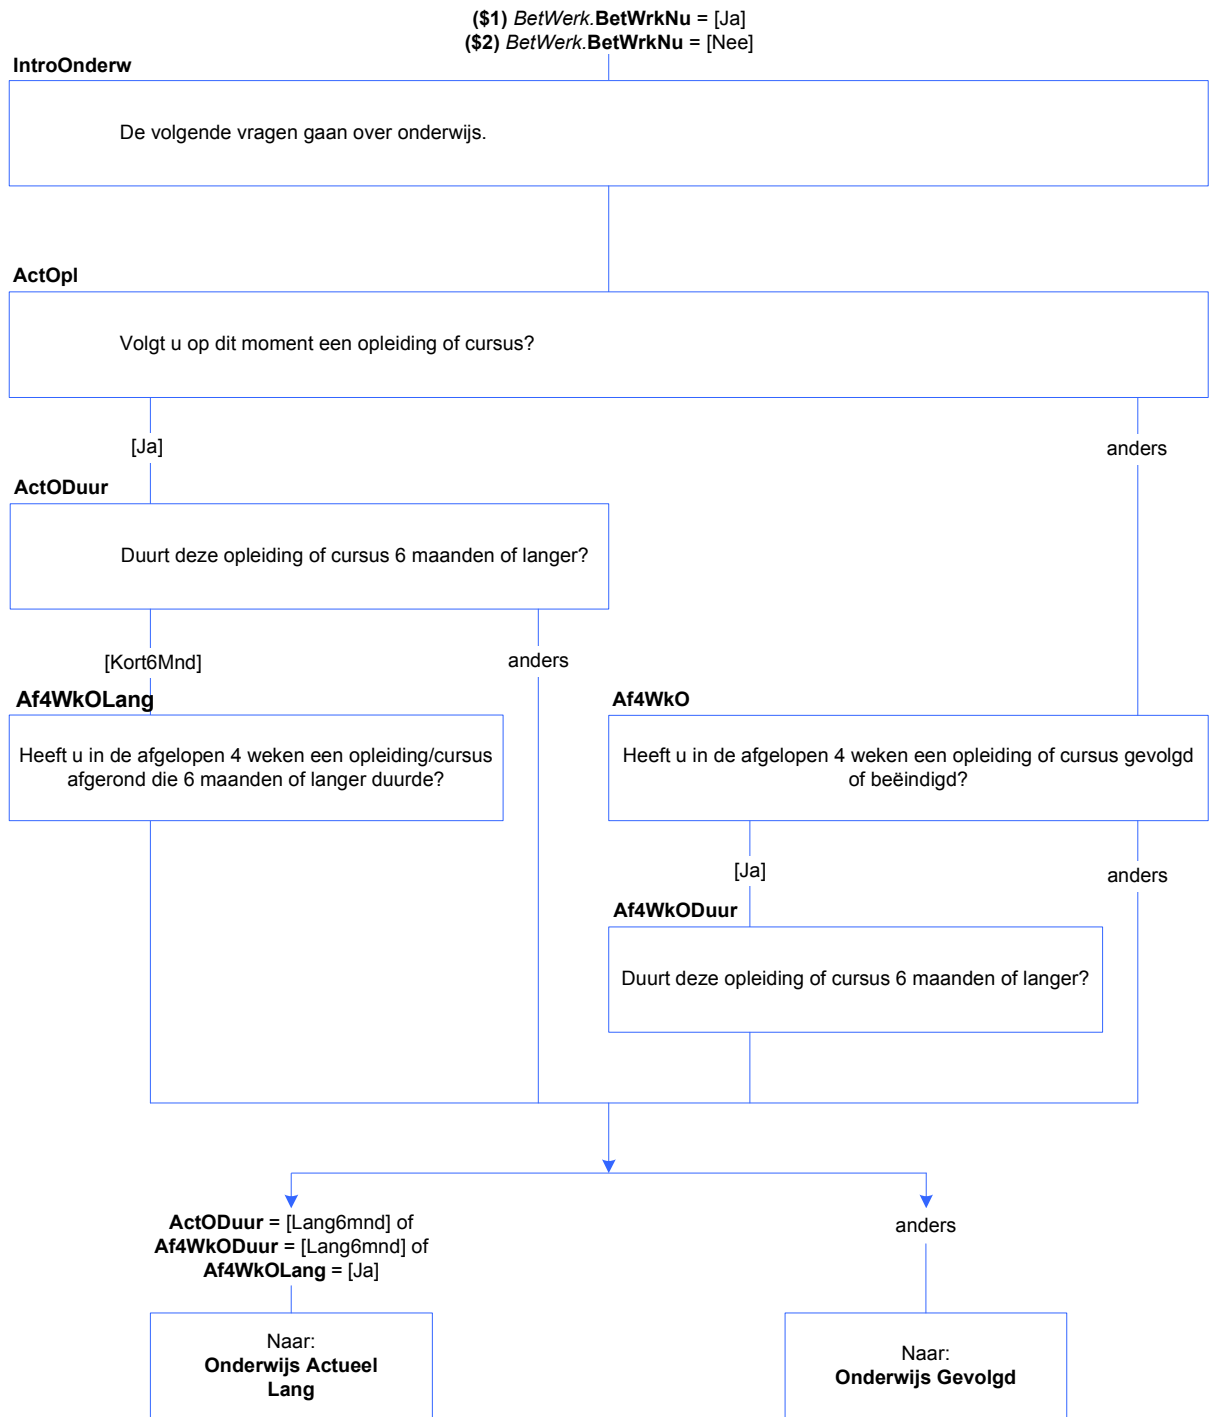 ($1) BetWerk.BetWrkNu = [Ja]
($2) BetWerk.BetWrkNu = [Nee]
IntroOnderw
De volgende vragen gaan over onderwijs.
ActOpl
Volgt u op dit moment een opleiding of cursus?
[Ja]
anders
ActODuur
Duurt deze opleiding of cursus 6 maanden of langer?
[Kort6Mnd]
anders
Af4WkOLang
Heeft u in de afgelopen 4 weken een opleiding/cursus
afgerond die 6 maanden of langer duurde?
Af4WkO
Heeft u in de afgelopen 4 weken een opleiding of cursus gevolgd
of beëindigd?
[Ja]
anders
Af4WkODuur
Duurt deze opleiding of cursus 6 maanden of langer?
ActODuur = [Lang6mnd] of
Af4WkODuur = [Lang6mnd] of
Af4WkOLang = [Ja]
anders
Naar:
Onderwijs Actueel
Lang
Naar:
Onderwijs Gevolgd